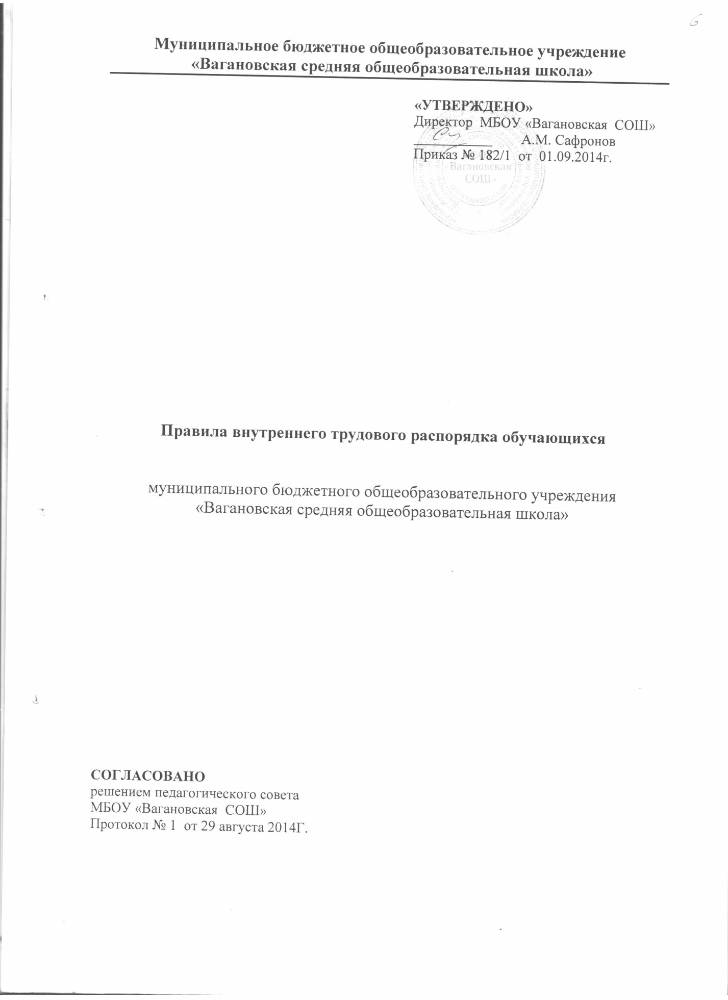 6
Муниципальное бюджетное общеобразовательное учреждение
«Вагановская средняя общеобразовательная школа»
«УТВЕРЖДЕНО»
Директор МБОУ «Вагановская СОШ»
____________ А.М. Сафронов
Приказ № 182/1 от 01.09.2014г.
«Вагановская
СОШ»
Правила внутреннего трудового распорядка обучающихся
муниципального бюджетного общеобразовательного учреждения
«Вагановская средняя общеобразовательная школа»
СОГЛАСОВАНО
решением педагогического совета
МБОУ «Вагановская СОШ»
Протокол № 1 от 29 августа 2014Г.